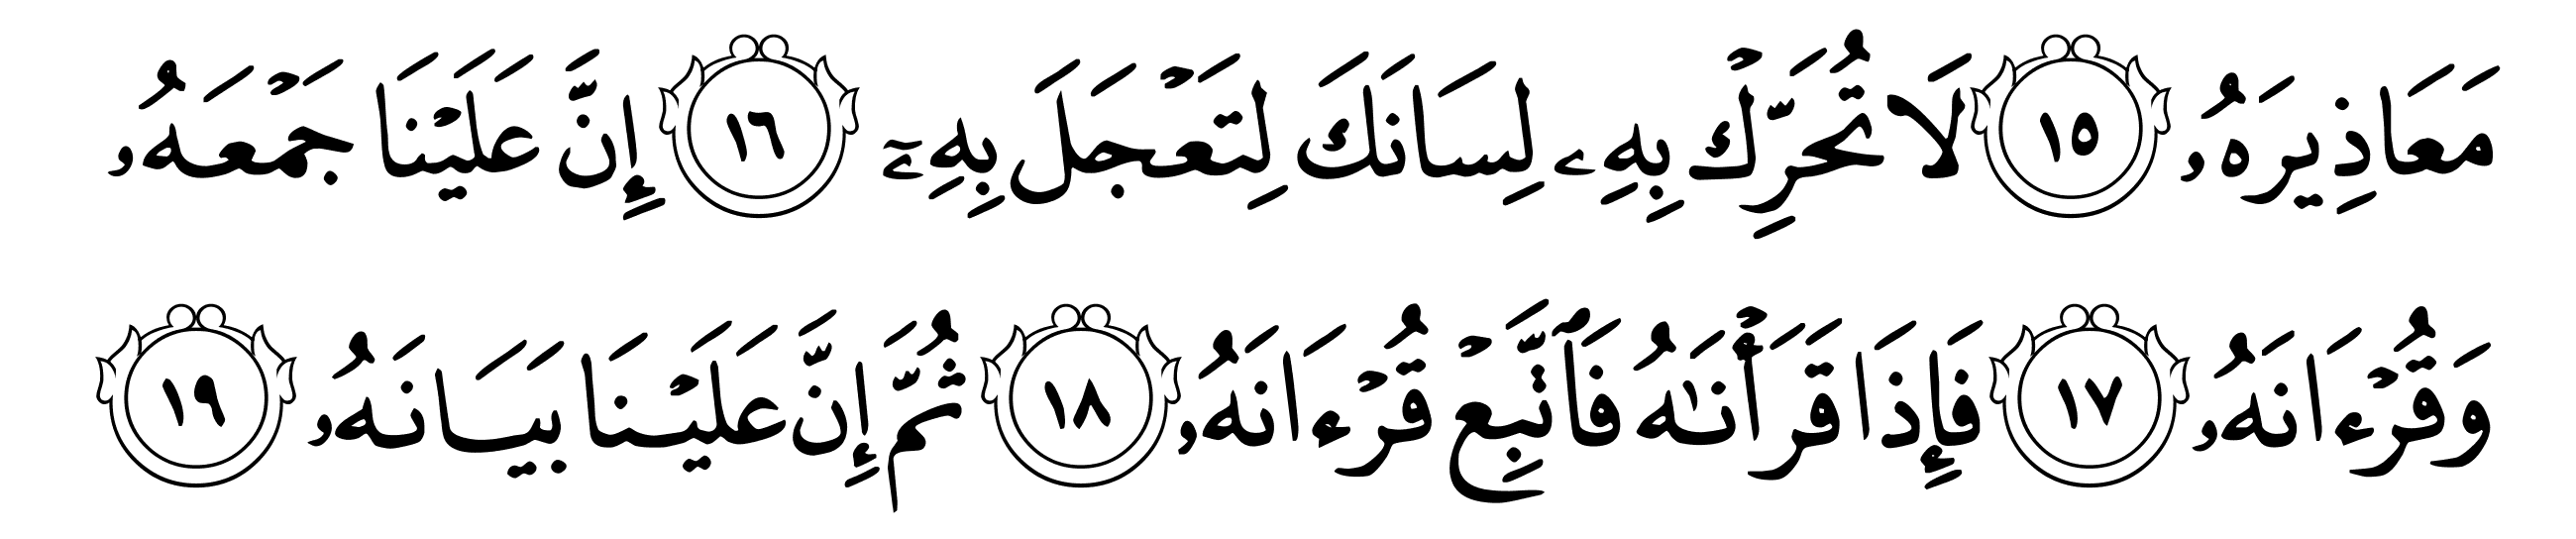 مَعَاذِيرَهُۥ ١٥ لَا تُحَرِّكْ بِهِۦ لِسَانَكَ لِتَعْجَلَ بِهِۦٓ ١٦ إِنَّ عَلَيْنَا جَمْعَهُۥ
وَقُرْءَانَهُۥ ١٧ فَإِذَا قَرَأْنَٰهُ فَٱتَّبِعْ قُرْءَانَهُۥ ١٨ ثُمَّ إِنَّ عَلَيْنَا بَيَانَهُۥ ١٩